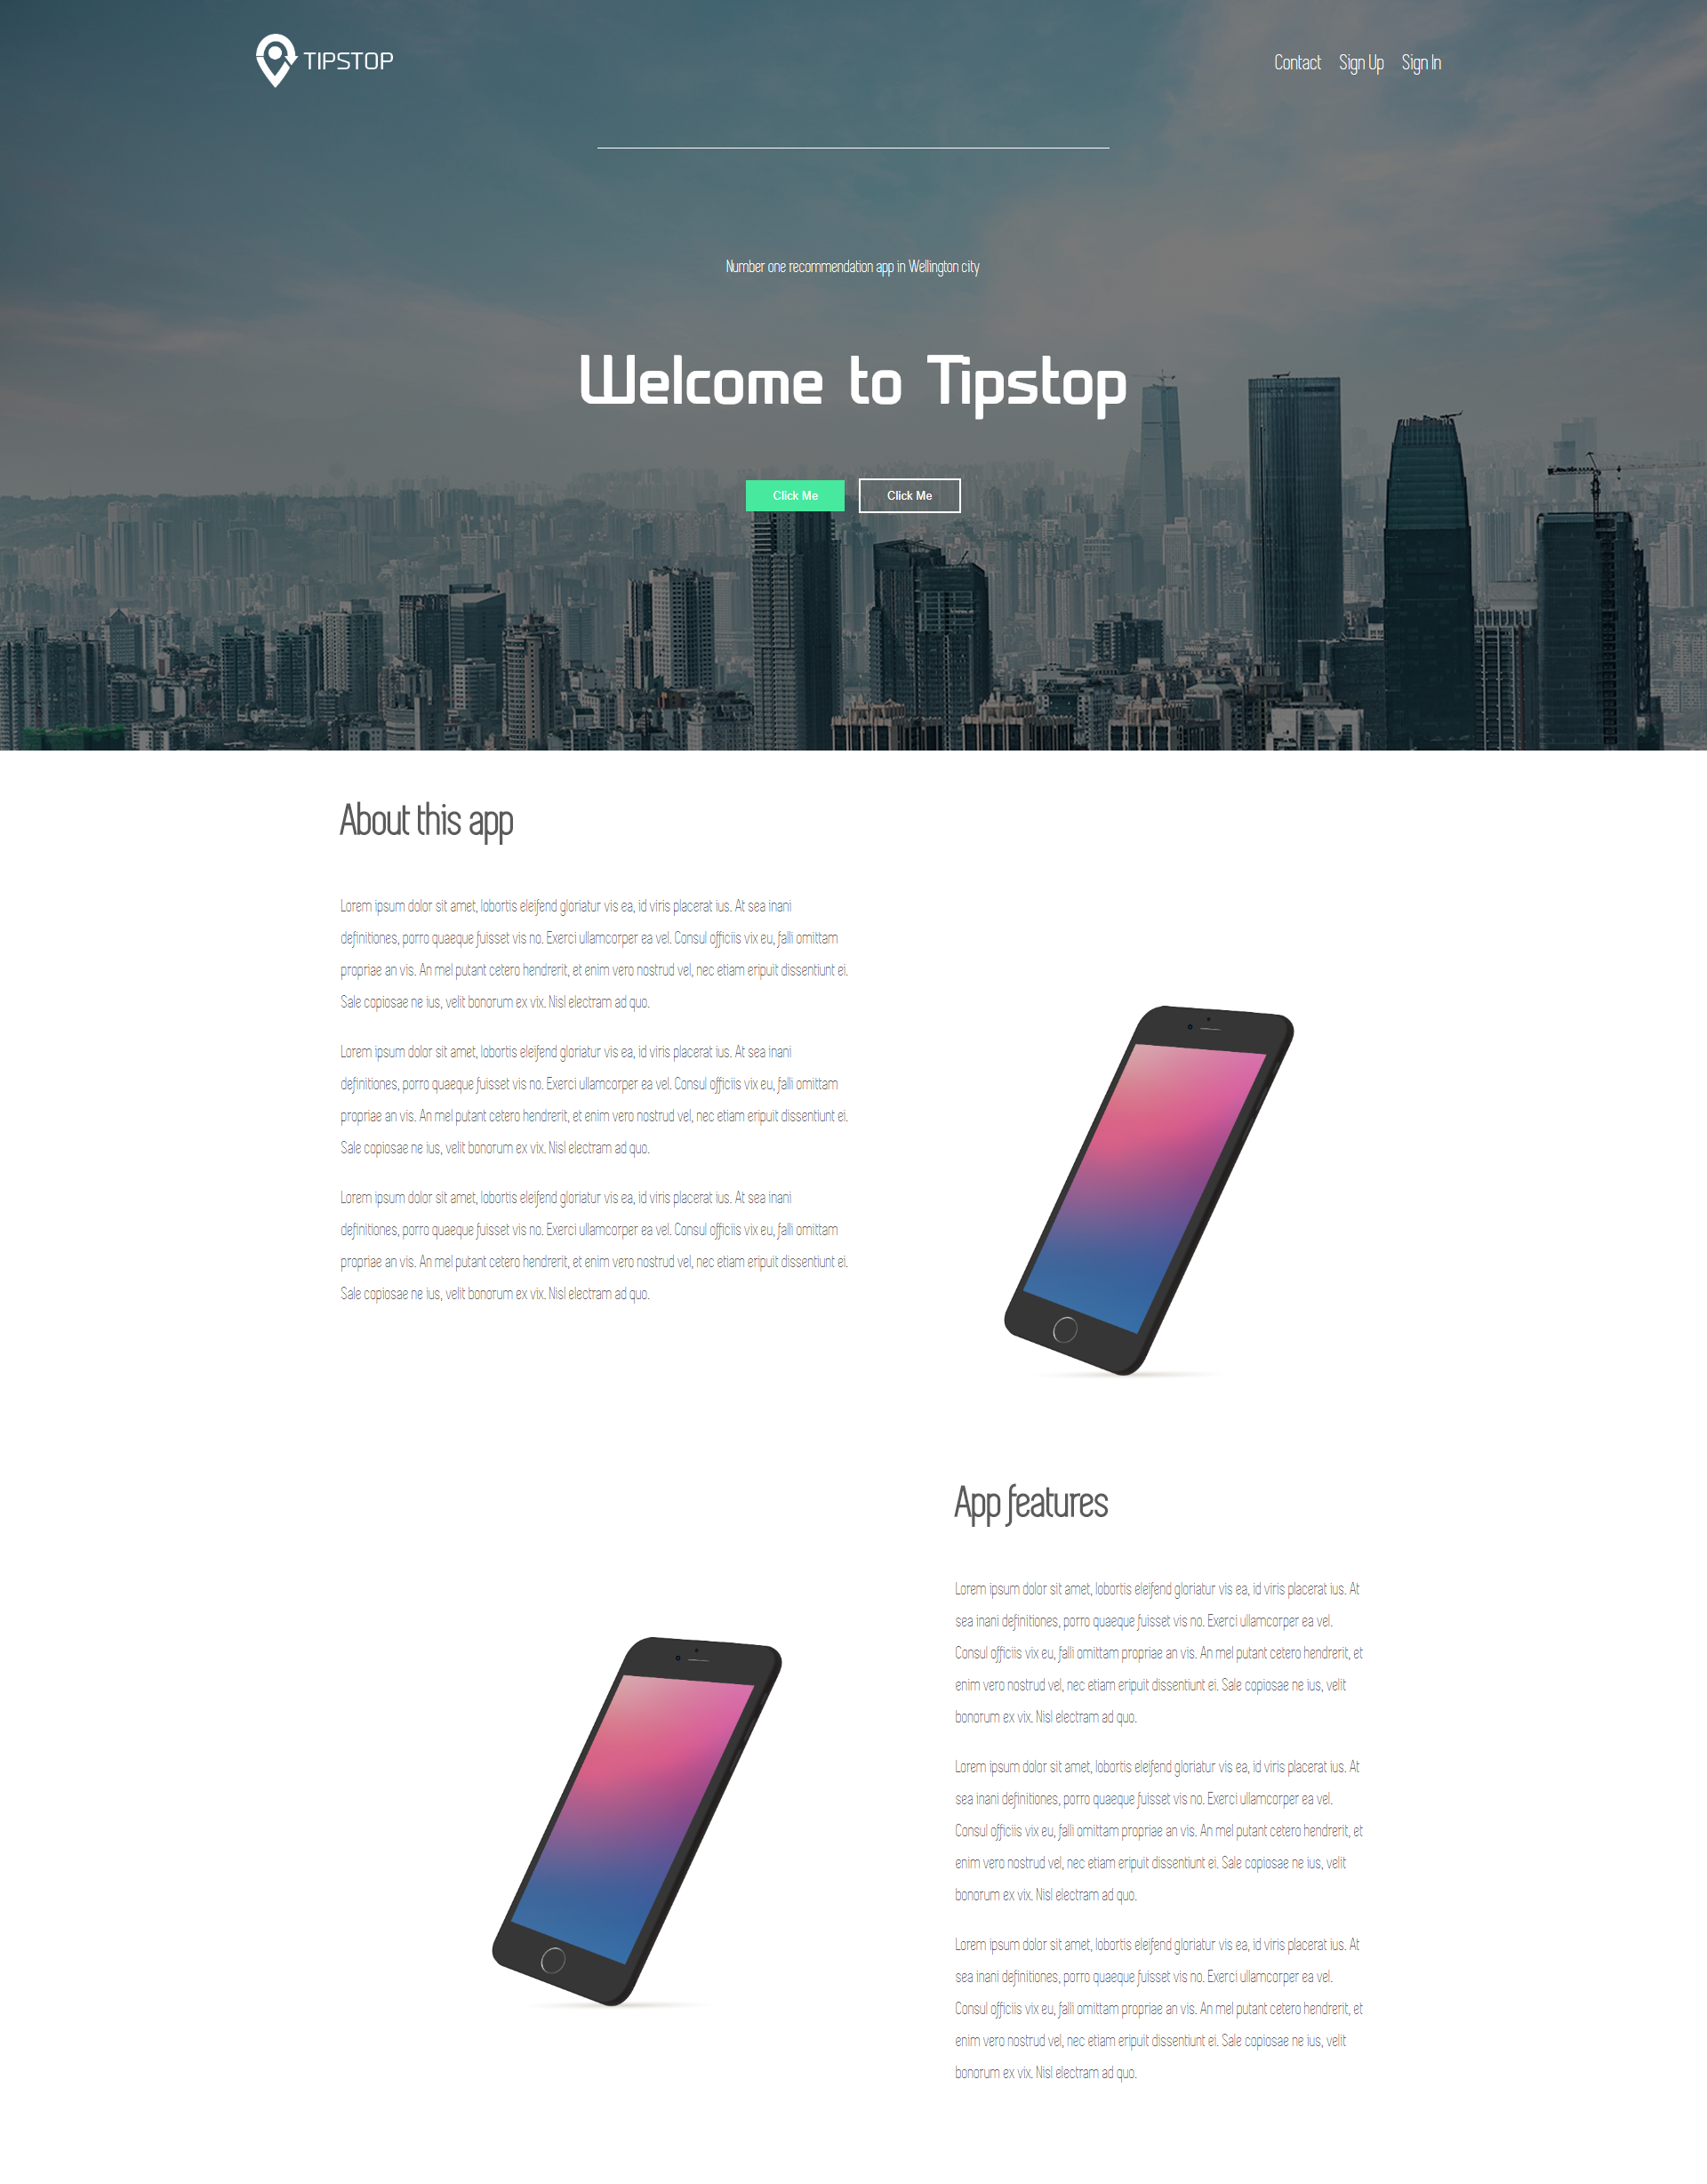 TIPSTOP
Contact Sign Up Sign In
Number one recommendation app in Wellington city
Welcome to Tipstop
Click Me Click Me
About this app
Lorem ipsum dolor sit amet, lobortis eleifend gloriatur vis ea, id viris placerat ius. At sea inani
definitiones, porro quaeque fuisset vis no. Exerci ullamcorper ea vel. Consul officiis vix eu, falli omittam
propriae an vis. An mel putant cetero hendrerit, et enim vero nostrud vel, nec etiam eripuit dissentiunt ei.
Sale copiosae ne ius, velit bonorum ex vix. Nisl electram ad quo.
Lorem ipsum dolor sit amet, lobortis eleifend gloriatur vis ea, id viris placerat ius. At sea inani
definitiones, porro quaeque fuisset vis no. Exerci ullamcorper ea vel. Consul officiis vix eu, falli omittam
propriae an vis. An mel putant cetero hendrerit, et enim vero nostrud vel, nec etiam eripuit dissentiunt ei.
Sale copiosae ne ius, velit bonorum ex vix. Nisl electram ad quo.
Lorem ipsum dolor sit amet, lobortis eleifend gloriatur vis ea, id viris placerat ius. At sea inani
definitiones, porro quaeque fuisset vis no. Exerci ullamcorper ea vel. Consul officiis vix eu, falli omittam
propriae an vis. An mel putant cetero hendrerit, et enim vero nostrud vel, nec etiam eripuit dissentiunt ei.
Sale copiosae ne ius, velit bonorum ex vix. Nisl electram ad quo.
App features
Lorem ipsum dolor sit amet, lobortis eleifend gloriatur vis ea, id viris placerat ius. At
sea inani definitiones, porro quaeque fuisset vis no. Exerci ullamcorper ea vel.
Consul officiis vix eu, falli omittam propriae an vis. An mel putant cetero hendrerit, et
enim vero nostrud vel, nec etiam eripuit dissentiunt ei. Sale copiosae ne ius, velit
bonorum ex vix. Nisl electram ad quo.
Lorem ipsum dolor sit amet, lobortis eleifend gloriatur vis ea, id viris placerat ius. At
sea inani definitiones, porro quaeque fuisset vis no. Exerci ullamcorper ea vel.
Consul officiis vix eu, falli omittam propriae an vis. An mel putant cetero hendrerit, et
enim vero nostrud vel, nec etiam eripuit dissentiunt ei. Sale copiosae ne ius, velit
bonorum ex vix. Nisl electram ad quo.
Lorem ipsum dolor sit amet, lobortis eleifend gloriatur vis ea, id viris placerat ius. At
sea inani definitiones, porro quaeque fuisset vis no. Exerci ullamcorper ea vel.
Consul officiis vix eu, falli omittam propriae an vis. An mel putant cetero hendrerit, et
enim vero nostrud vel, nec etiam eripuit dissentiunt ei. Sale copiosae ne ius, velit
bonorum ex vix. Nisl electram ad quo.